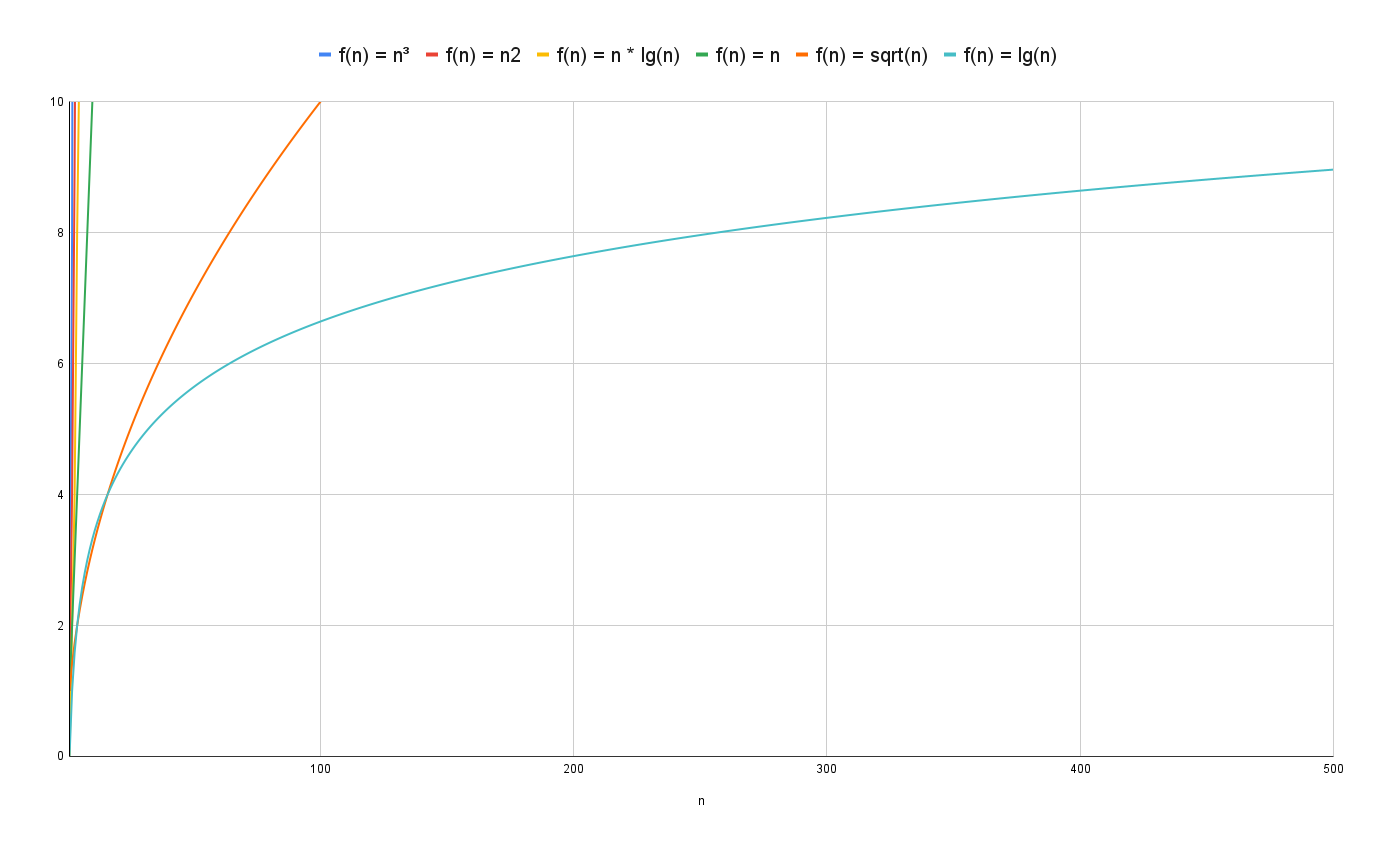 f(n) = n³ f(n) = n2 f(n) = n * lg(n) f(n) = n f(n) = sqrt(n) f(n) = lg(n)
10
8
6
4
2
0
100 200 300 400 500
n